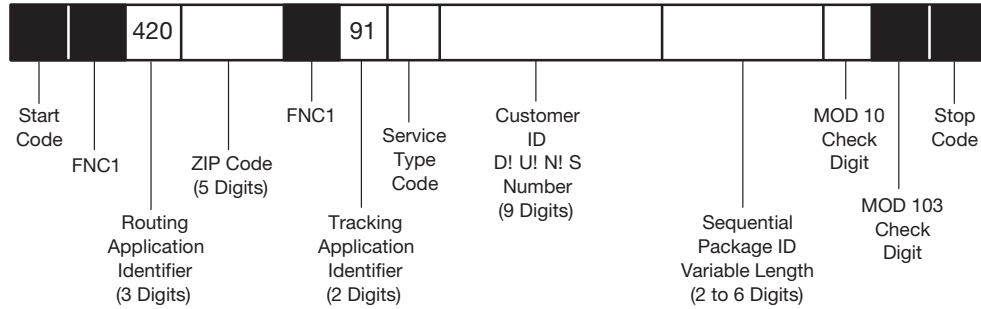 420
91
Start
Code
FNC1
Routing
Application
Identifier
(3 Digits)
ZIP Code
(5 Digits)
FNC1
Tracking
Application
Identifier
(2 Digits)
Service
Type
Code
Customer
ID
D! U! N! S
Number
(9 Digits)
Sequential
Package ID
Variable Length
(2 to 6 Digits)
MOD 10
Check
Digit
MOD 103
Check
Digit
Stop
Code